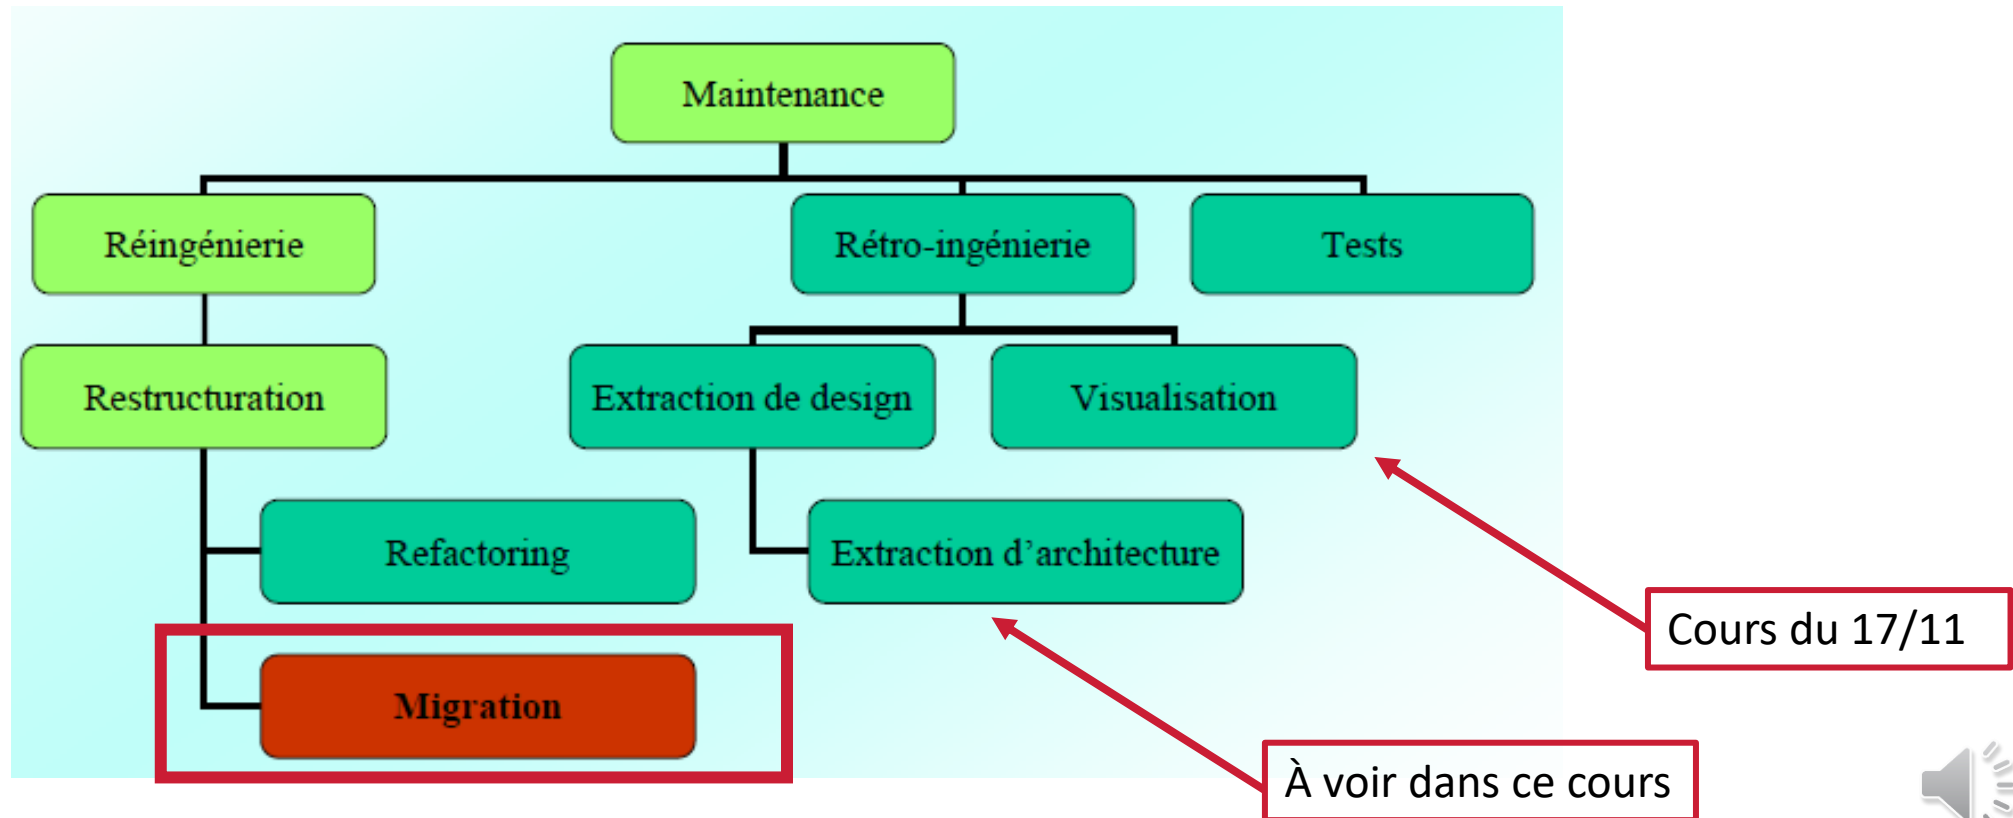 Maintenance
Réingénierie
Rétro-ingénierie
Tests
Restructuration
Extraction de design
Visualisation
Refactoring
Extraction d'architecture
Cours du 17/11
Migration
À voir dans ce cours